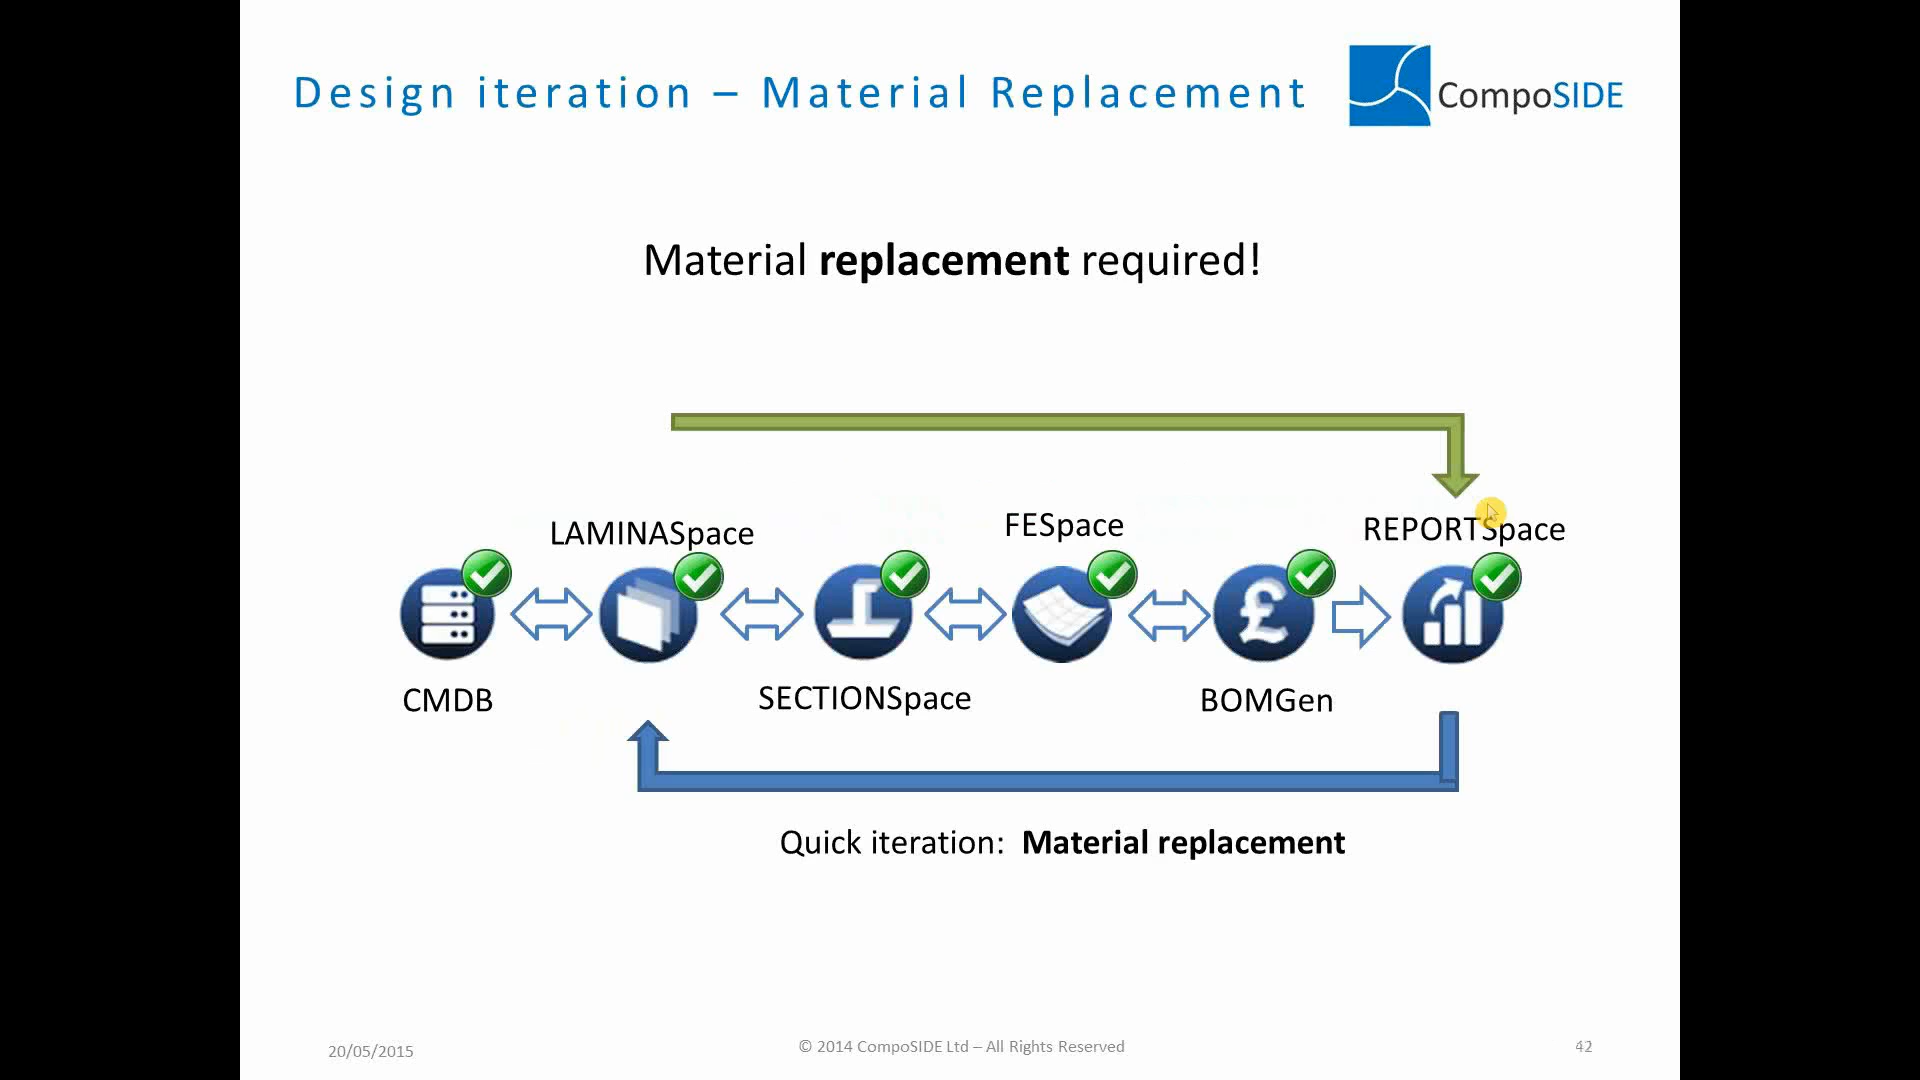 Design iteration – Material Replacement
CompoSIDE
Material replacement required!
LAMINASpace
FESpace
REPORTSpace
£
CMDB
SECTIONSpace
BOMGen
Quick iteration: Material replacement
20/05/2015
© 2014 CompoSIDE Ltd – All Rights Reserved
42